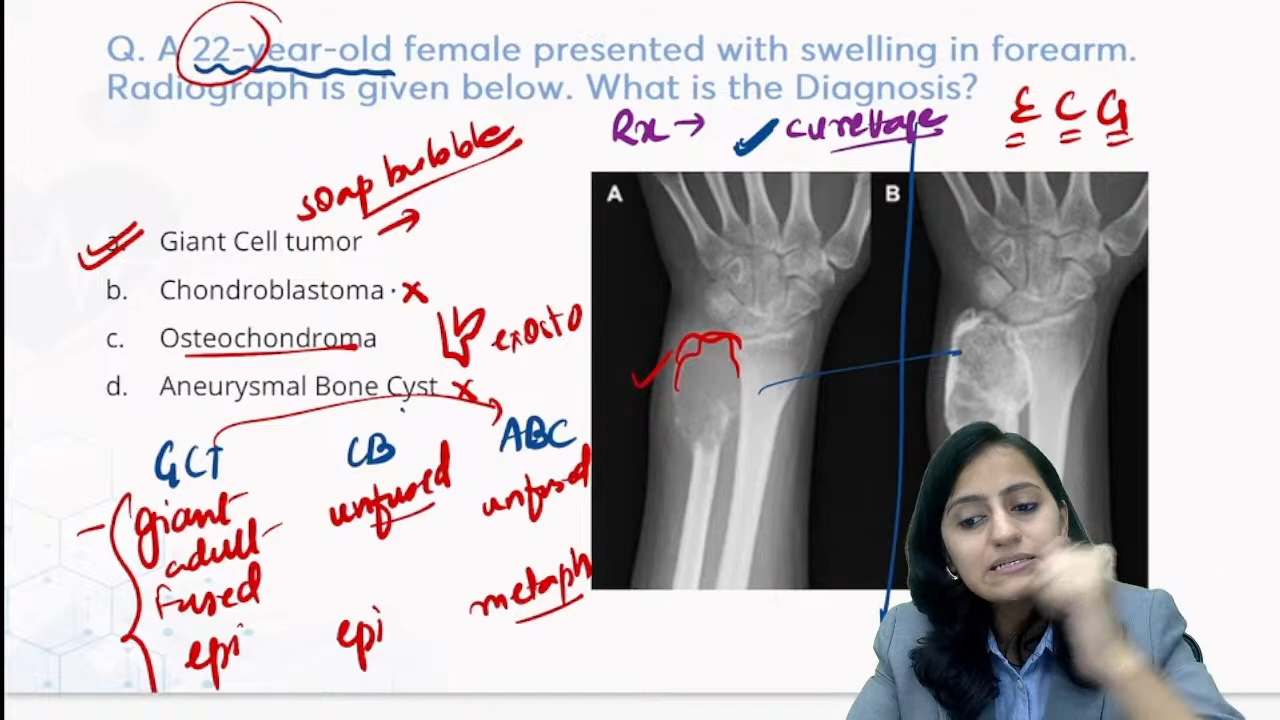 Q. A 22-year-old female presented with swelling in forearm.
Radiograph is given below. What is the Diagnosis?
Rx → ✓ curettage
E C G
soap bubble
→
A
B
a. Giant Cell tumor
b. Chondroblastoma · x
c. Osteochondroma
exosto
d. Aneurysmal Bone Cyst x
GCT CB ABC
giant unfused unfused
adult
fused
epi epi metaph